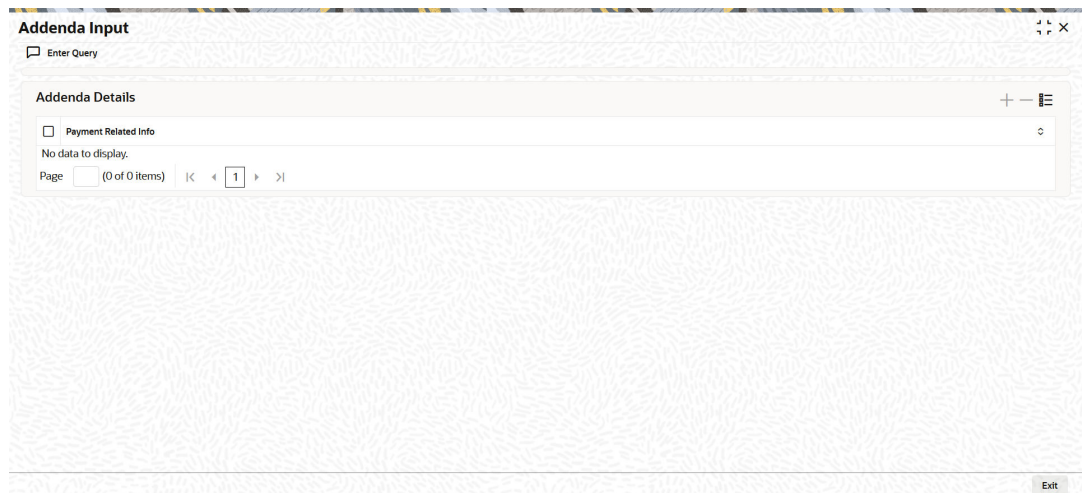 Addenda Input
Enter Query
Addenda Details
Payment Related Info
No data to display.
Page (0 of 0 items) 1
Exit